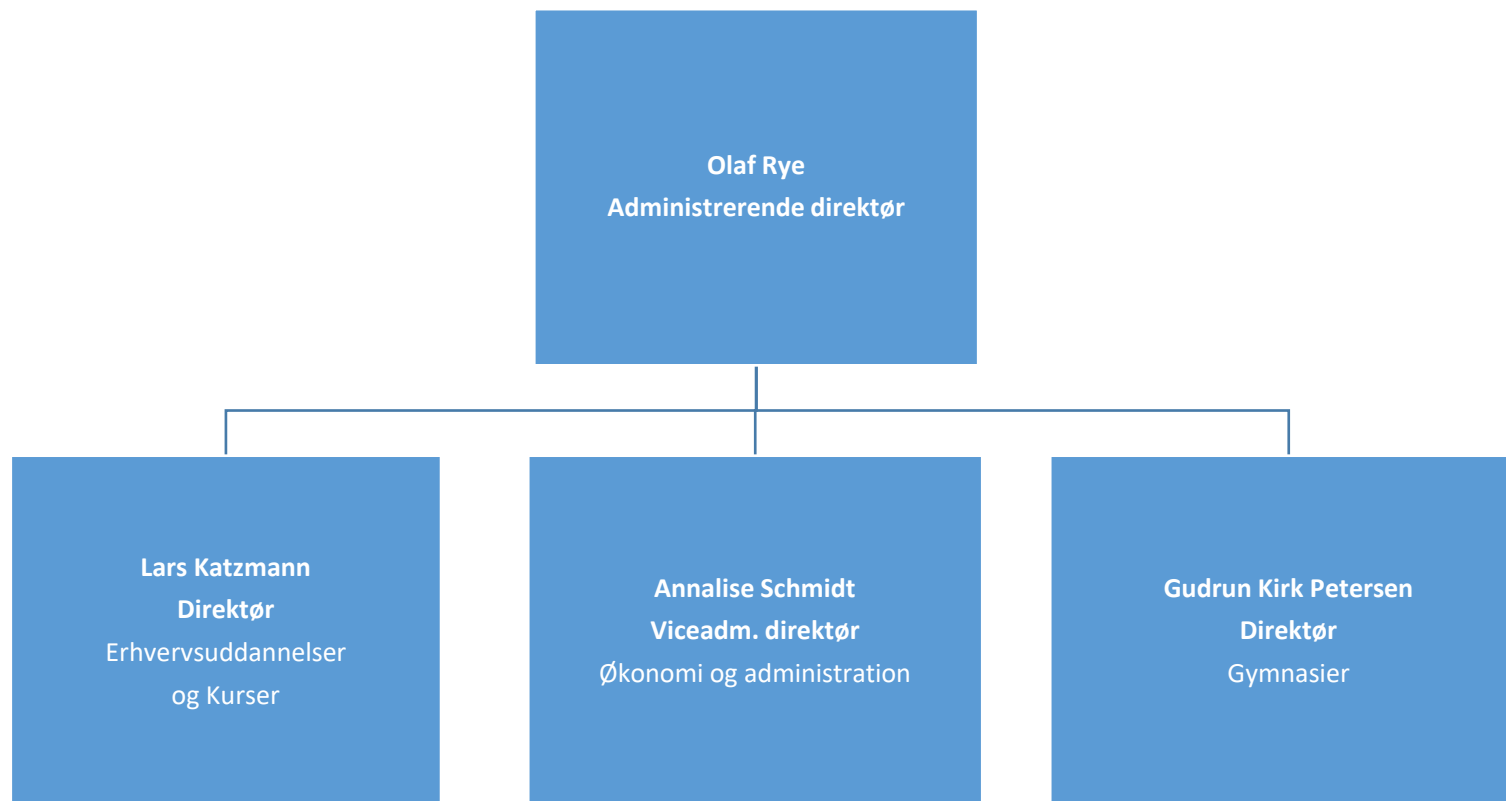 Olaf Rye
Administrerende direktør
Lars Katzmann
Direktør
Erhvervsuddannelser
og Kurser
Annalise Schmidt
Viceadm. direktør
Økonomi og administration
Gudrun Kirk Petersen
Direktør
Gymnasier